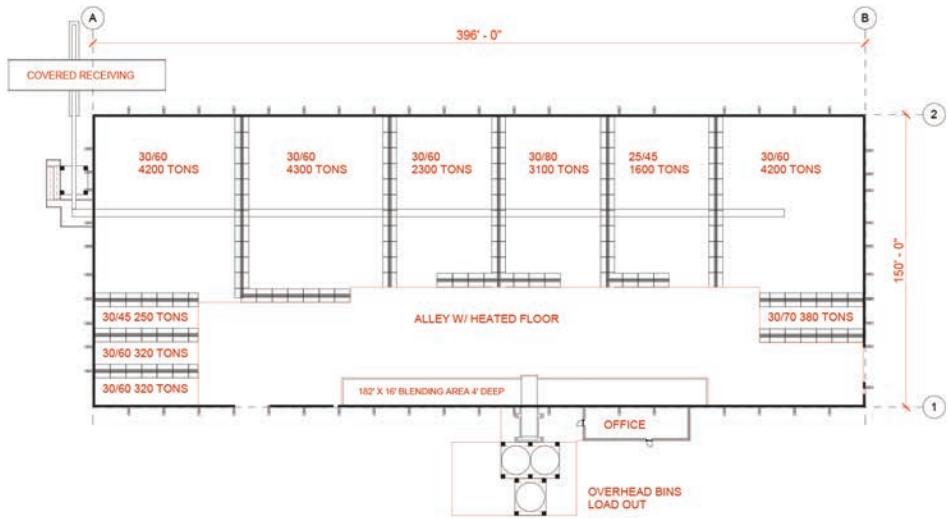 A
B
396' - 0"
COVERED RECEIVING
2
30/60
4200 TONS
30/60
4300 TONS
30/60
2300 TONS
30/80
3100 TONS
25/45
1600 TONS
30/60
4200 TONS
150' - 0"
30/45 250 TONS
ALLEY W/ HEATED FLOOR
30/70 380 TONS
30/60 320 TONS
30/60 320 TONS
182' X 16' BLENDING AREA 4' DEEP
1
OFFICE
OVERHEAD BINS
LOAD OUT